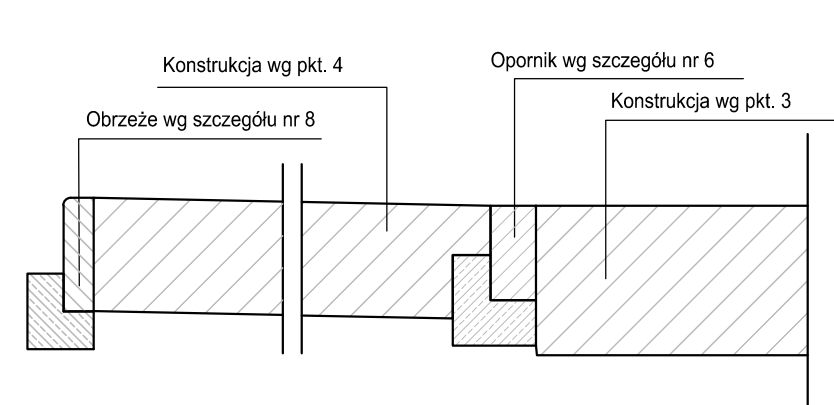 Konstrukcja wg pkt. 4
Opornik wg szczegółu nr 6
Konstrukcja wg pkt. 3
Obrzeże wg szczegółu nr 8